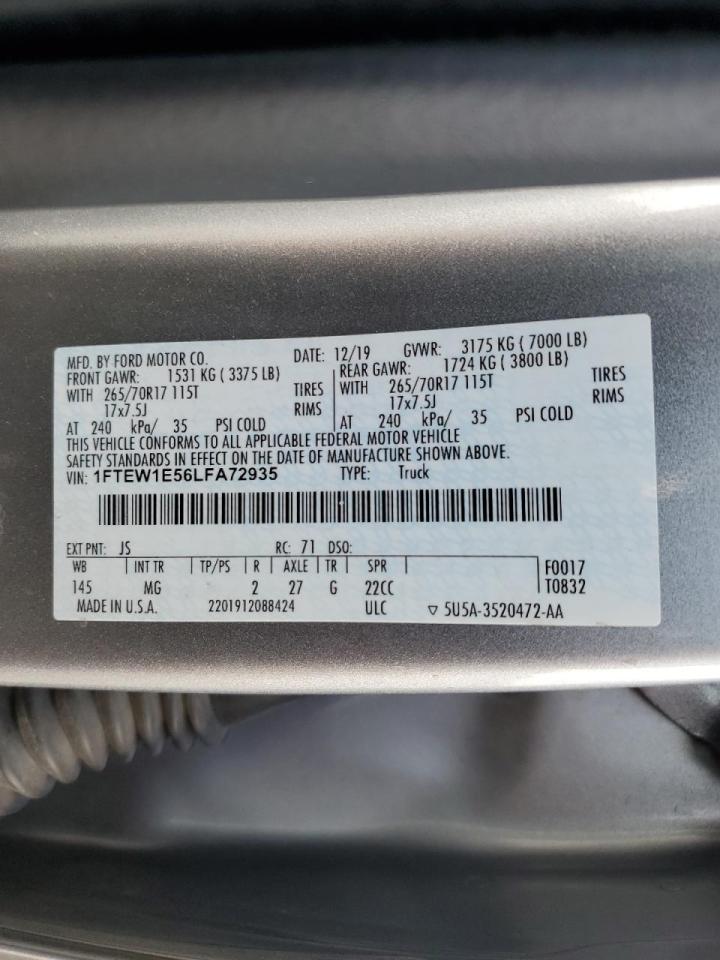 MFD. BY FORD MOTOR CO. DATE: 12/19 GVWR: 3175 KG ( 7000 LB)
FRONT GAWR: 1531 KG ( 3375 LB) REAR GAWR: 1724 KG ( 3800 LB)
WITH 265/70R17 115T TIRES WITH 265/70R17 115T TIRES
17x7.5J RIMS 17x7.5J RIMS
AT 240 kPa/ 35 PSI COLD AT 240 kPa/ 35 PSI COLD
THIS VEHICLE CONFORMS TO ALL APPLICABLE FEDERAL MOTOR VEHICLE
SAFETY STANDARDS IN EFFECT ON THE DATE OF MANUFACTURE SHOWN ABOVE.
VIN: 1FTEW1E56LFA72935 TYPE: Truck
EXT PNT: JS RC: 71 DSO:
WB INT TR TP/PS R AXLE TR SPR F0017
145 MG 2 27 G 22CC T0832
MADE IN U.S.A. 2201912088424 ULC ▽ 5U5A-3520472-AA